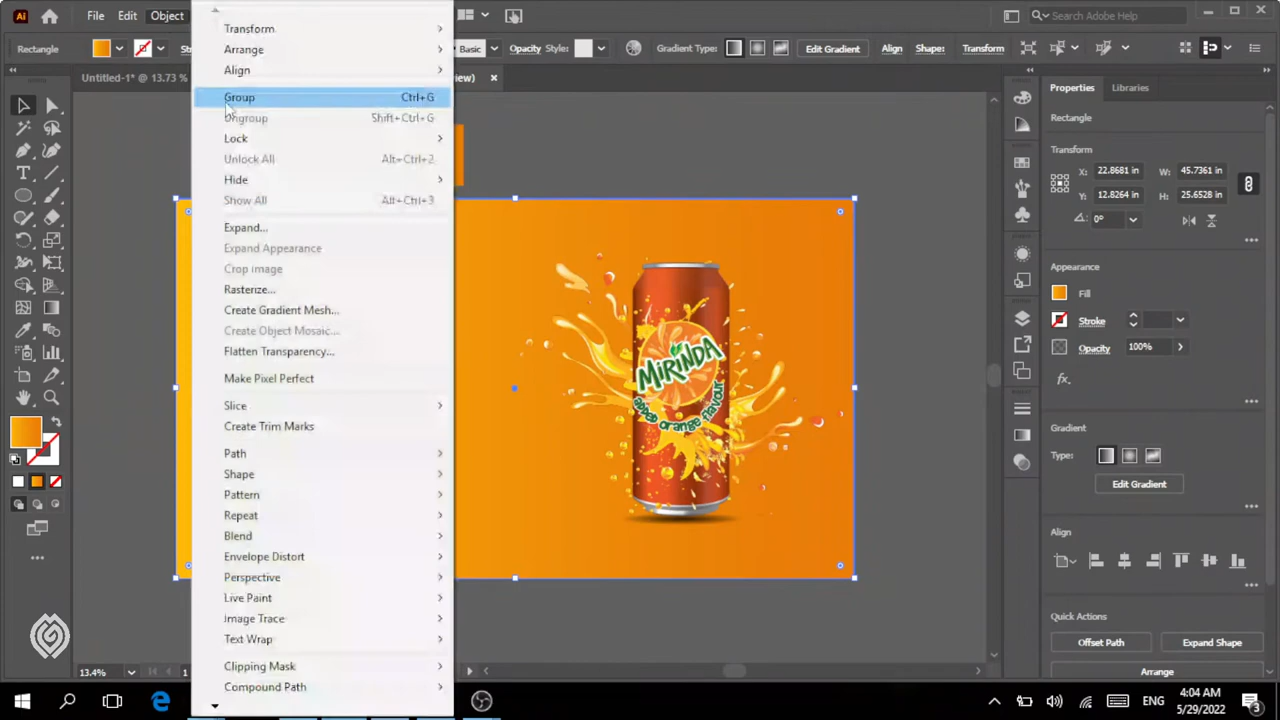 Ai File Edit Object Search Adobe Help
Rectangle Basic Opacity Style: Gradient Type: Edit Gradient Align Shape: Transform
Untitled-1* @ 13.73 % iew) ×
Transform
Arrange
Align
Group Ctrl+G
Ungroup Shift+Ctrl+G
Lock
Unlock All Alt+Ctrl+2
Hide
Show All Alt+Ctrl+3
Expand...
Expand Appearance
Crop Image
Rasterize...
Create Gradient Mesh...
Create Object Mosaic...
Flatten Transparency...
Make Pixel Perfect
Slice
Create Trim Marks
Path
Shape
Pattern
Repeat
Blend
Envelope Distort
Perspective
Live Paint
Image Trace
Text Wrap
Clipping Mask
Compound Path
MiRiNDA
added orange flavour
Properties Libraries
Rectangle
Transform
X: 22.8681 in W: 45.7361 in
Y: 12.8264 in H: 25.6528 in
0°
Appearance
Fill
Stroke
Opacity 100%
fx.
Gradient
Type:
Edit Gradient
Align
Quick Actions
Offset Path Expand Shape
Arrange
13.4% 1
ENG 4:04 AM
5/29/2022 3